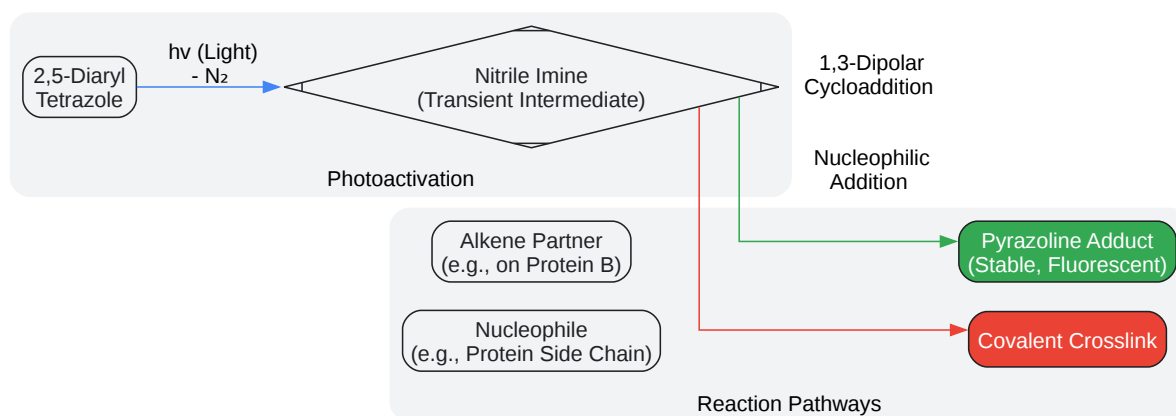 2,5-Diaryl
Tetrazole
hv (Light)
- N₂
Nitrile Imine
(Transient Intermediate)
1,3-Dipolar
Cycloaddition
Photoactivation
Nucleophilic
Addition
Alkene Partner
(e.g., on Protein B)
Pyrazoline Adduct
(Stable, Fluorescent)
Nucleophile
(e.g., Protein Side Chain)
Covalent Crosslink
Reaction Pathways